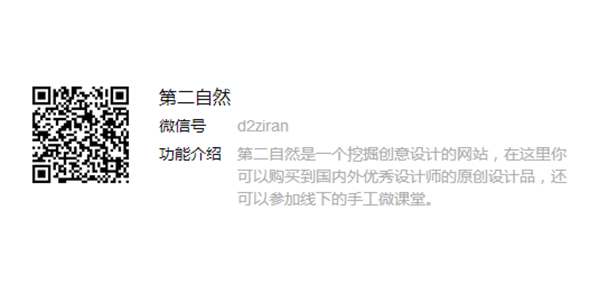 第二自然
微信号 d2ziran
功能介绍 第二自然是一个挖掘创意设计的网站，在这里你
可以购买到国内外优秀设计师的原创设计品，还
可以参加线下的手工微课堂。